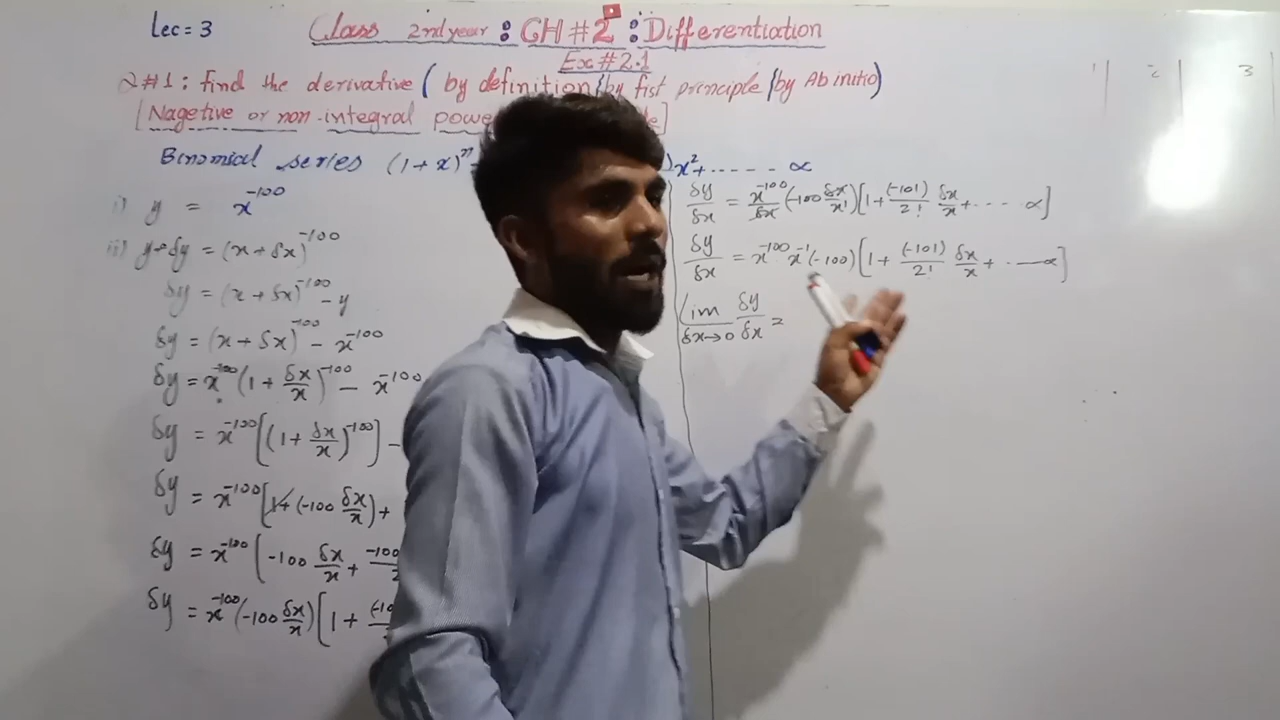 Lec = 3
Class 2nd year : CH # 2 : Differentiation
Ex # 2.1
Q # 1 : find the derivative ( by definition / by fist principle / by Ab initio)
[ Nagetive or non-integral powe
Binomial series (1 + x)ⁿ
)x² + ----- ∝
i) y = x⁻¹⁰⁰
ii) y + δy = (x + δx)⁻¹⁰⁰
δy = (x + δx)⁻¹⁰⁰ - y
δy = (x + δx)⁻¹⁰⁰ - x⁻¹⁰⁰
δy = x⁻¹⁰⁰ (1 + δx/x)⁻¹⁰⁰ - x⁻¹⁰⁰
δy = x⁻¹⁰⁰ [(1 + δx/x)⁻¹⁰⁰] -
δy = x⁻¹⁰⁰ [1 + (-100 δx/x) +
δy = x⁻¹⁰⁰ [-100 δx/x + -100
δy = x⁻¹⁰⁰ (-100 δx/x) [1 + (-10
δy/δx = x⁻¹⁰⁰/δx (-100 δx/x) [1 + (-101)/2! δx/x + ---- ∝]
δy/δx = x⁻¹⁰⁰ x⁻¹ (-100) [1 + (-101)/2! δx/x + ---∝]
Lim δx→0 δy/δx =
1 | 2 | 3 |